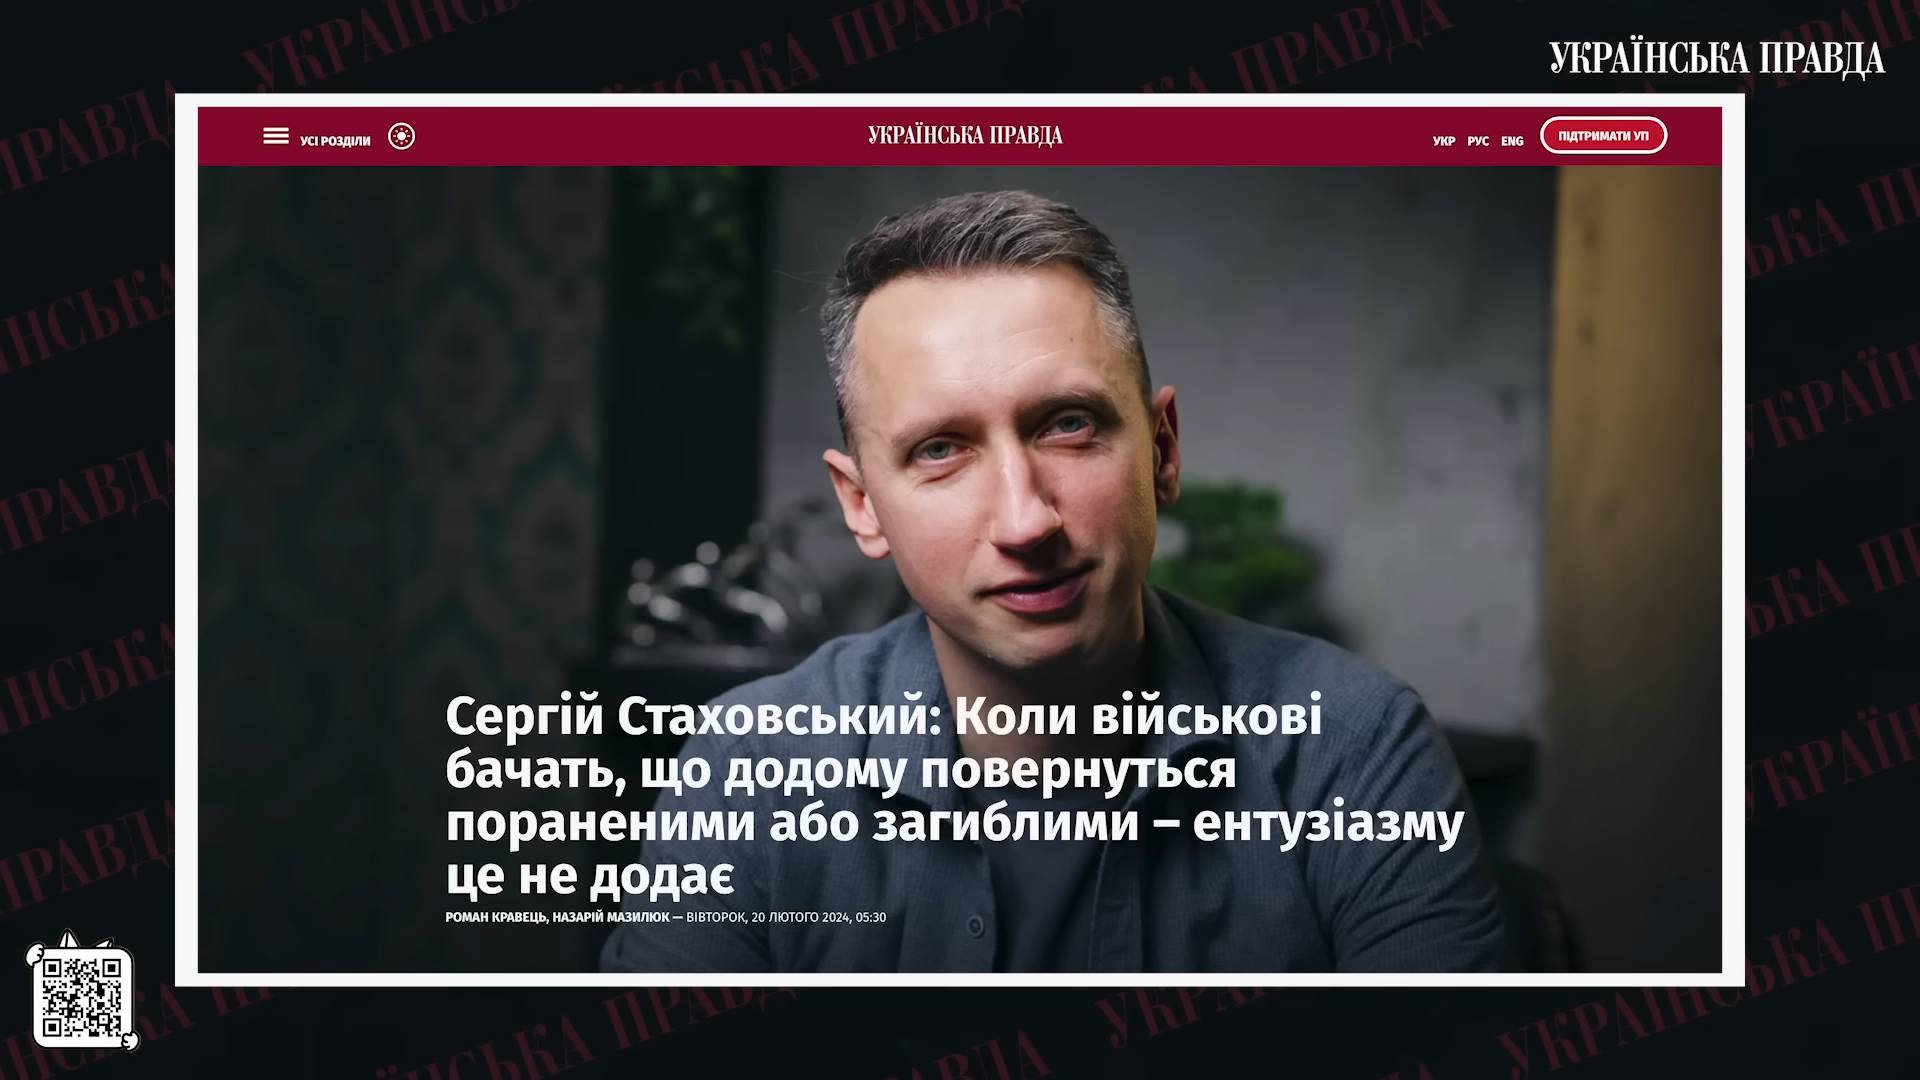 УКРАЇНСЬКА ПРАВДА
УСІ РОЗДІЛИ
УКРАЇНСЬКА ПРАВДА
УКР РУС ENG
ПІДТРИМАТИ УП
Сергій Стаховський: Коли військові
бачать, що додому повернуться
пораненими або загиблими – ентузіазму
це не додає
РОМАН КРАВЕЦЬ, НАЗАРІЙ МАЗИЛЮК — ВІВТОРОК, 20 ЛЮТОГО 2024, 05:30